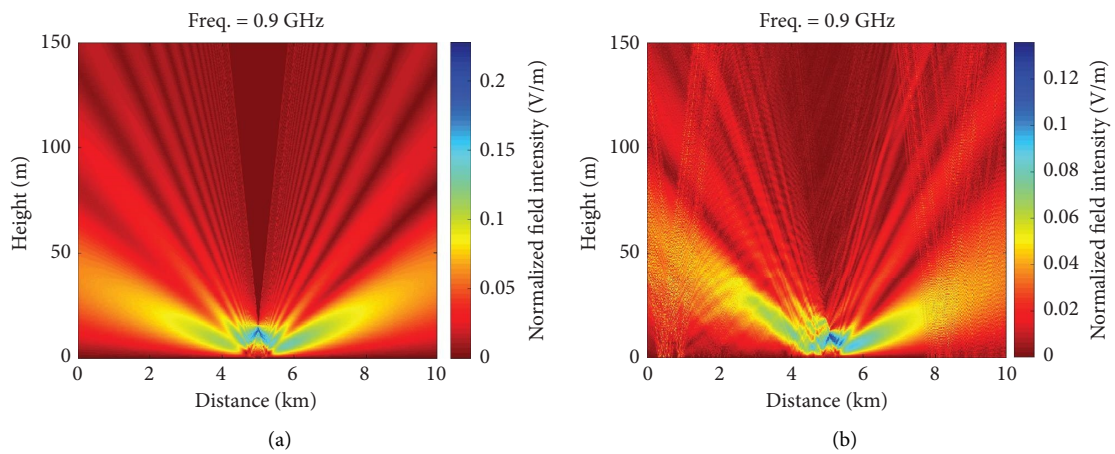 Freq. = 0.9 GHz
150
100
50
0
Height (m)
0 2 4 6 8 10
Distance (km)
0.2
0.15
0.1
0.05
0
Normalized field intensity (V/m)
(a)
Freq. = 0.9 GHz
150
100
50
0
Height (m)
0 2 4 6 8 10
Distance (km)
0.12
0.1
0.08
0.06
0.04
0.02
0
Normalized field intensity (V/m)
(b)